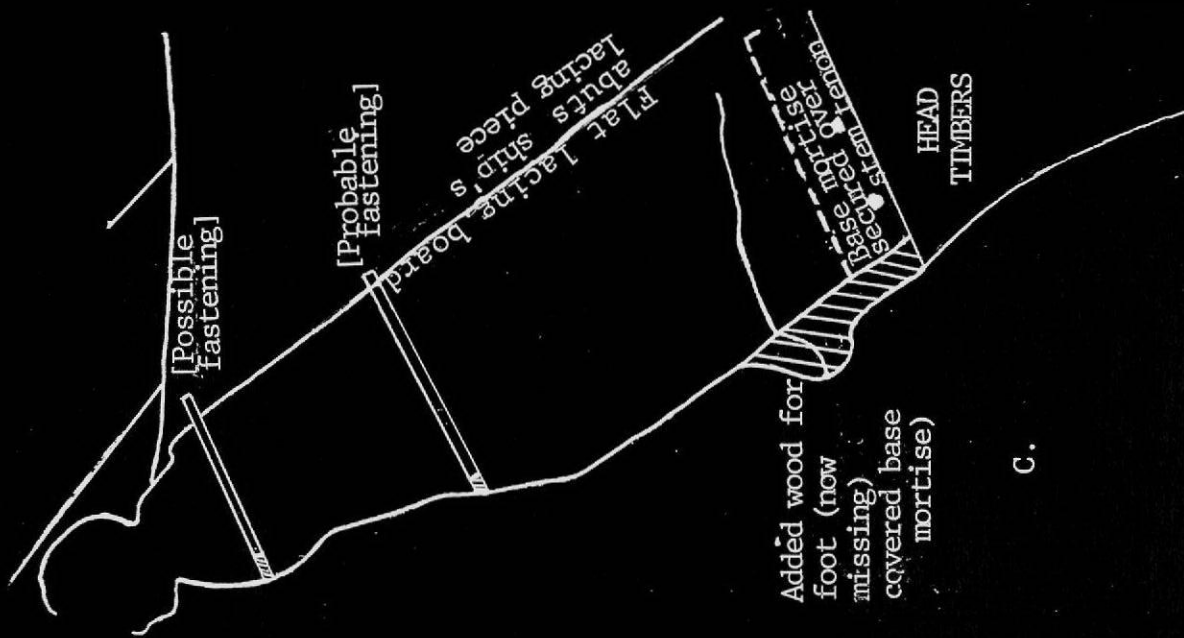 [Possible
fastening]
[Probable
fastening]
Flat lacing board
abuts ship's
lacing piece
Base mortise
secured over
stem tenon
HEAD
TIMBERS
Added wood for
foot (now
missing)
covered base
mortise)
C.